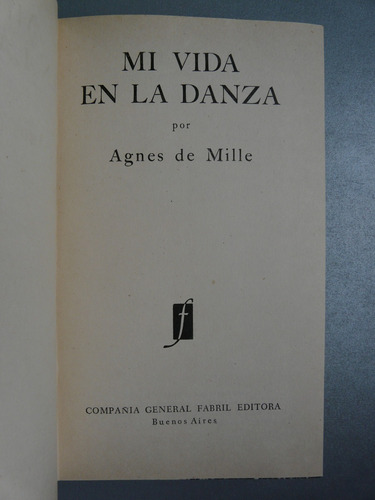 MI VIDA
EN LA DANZA
por
Agnes de Mille
f
COMPAÑIA GENERAL FABRIL EDITORA
Buenos Aires